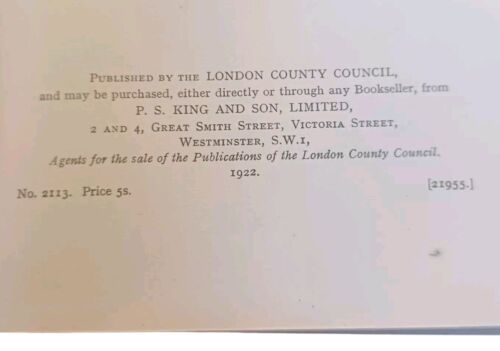 PUBLISHED BY THE LONDON COUNTY COUNCIL,
and may be purchased, either directly or through any Bookseller, from
P. S. KING AND SON, LIMITED,
2 AND 4, GREAT SMITH STREET, VICTORIA STREET,
WESTMINSTER, S.W.1,
Agents for the sale of the Publications of the London County Council.
1922.
No. 2113. Price 5s. [21955.]